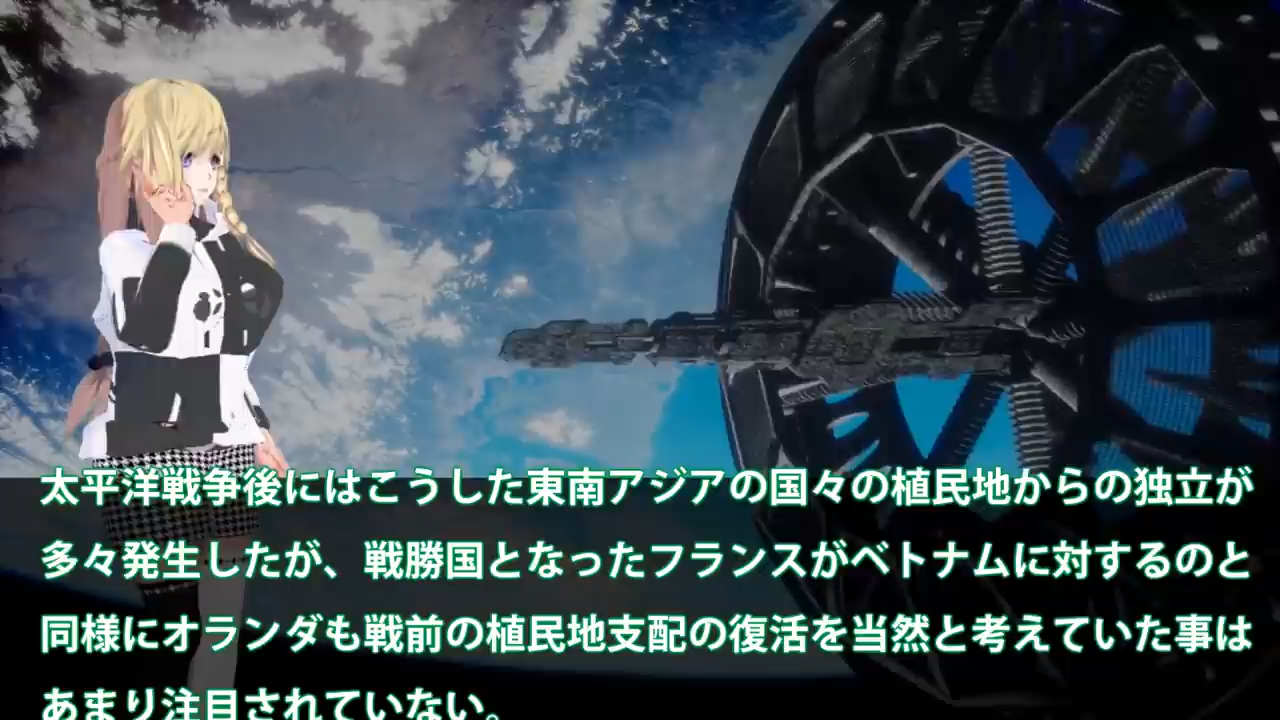 太平洋戦争後にはこうした東南アジアの国々の植民地からの独立が
多々発生したが、戦勝国となったフランスがベトナムに対するのと
同様にオランダも戦前の植民地支配の復活を当然と考えていた事は
あまり注目されていない。